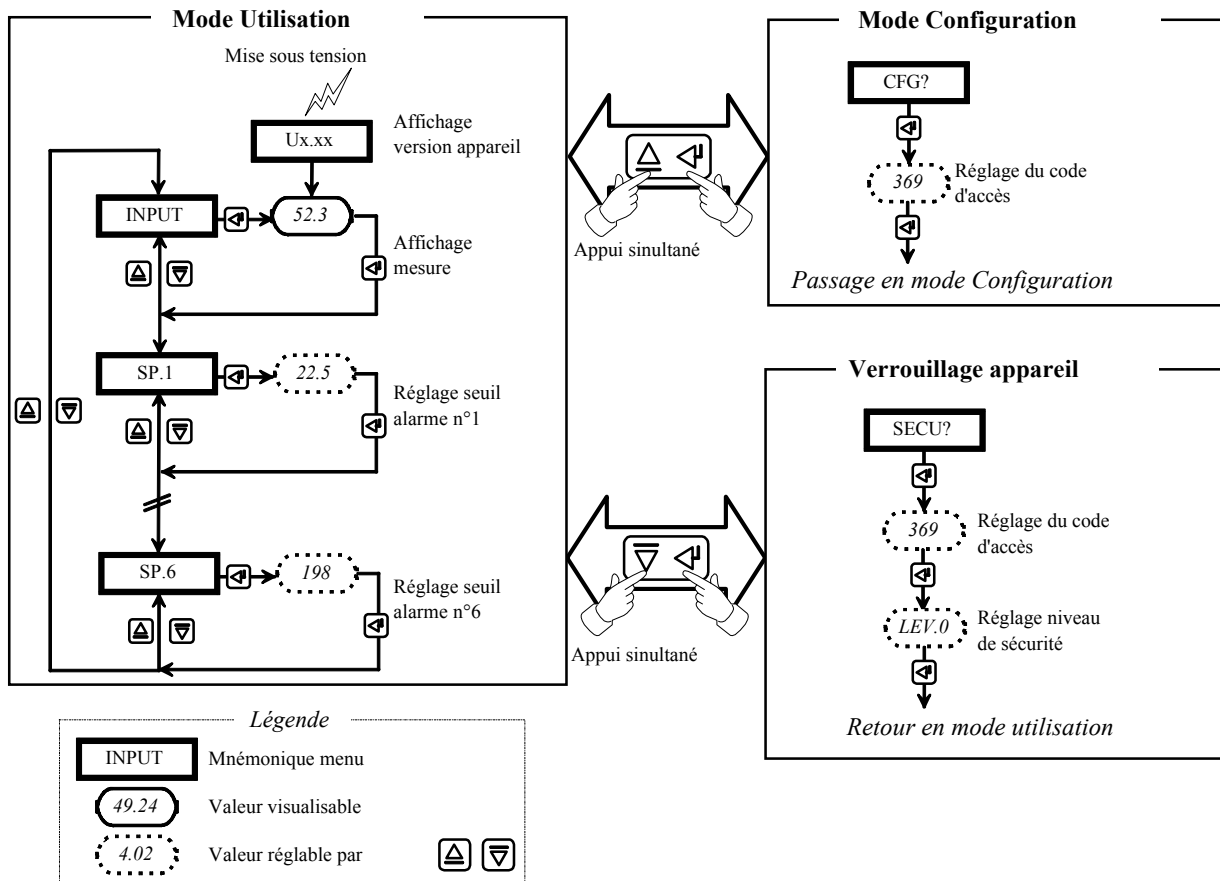 Mode Utilisation
Mise sous tension
Ux.xx
Affichage
version appareil
INPUT
52.3
Affichage
mesure
SP.1
22.5
Réglage seuil
alarme n°1
SP.6
198
Réglage seuil
alarme n°6
Appui sinultané
Appui sinultané
Mode Configuration
CFG?
369
Réglage du code
d'accès
Passage en mode Configuration
Verrouillage appareil
SECU?
369
Réglage du code
d'accès
LEV.0
Réglage niveau
de sécurité
Retour en mode utilisation
Légende
INPUT
Mnémonique menu
49.24
Valeur visualisable
4.02
Valeur réglable par